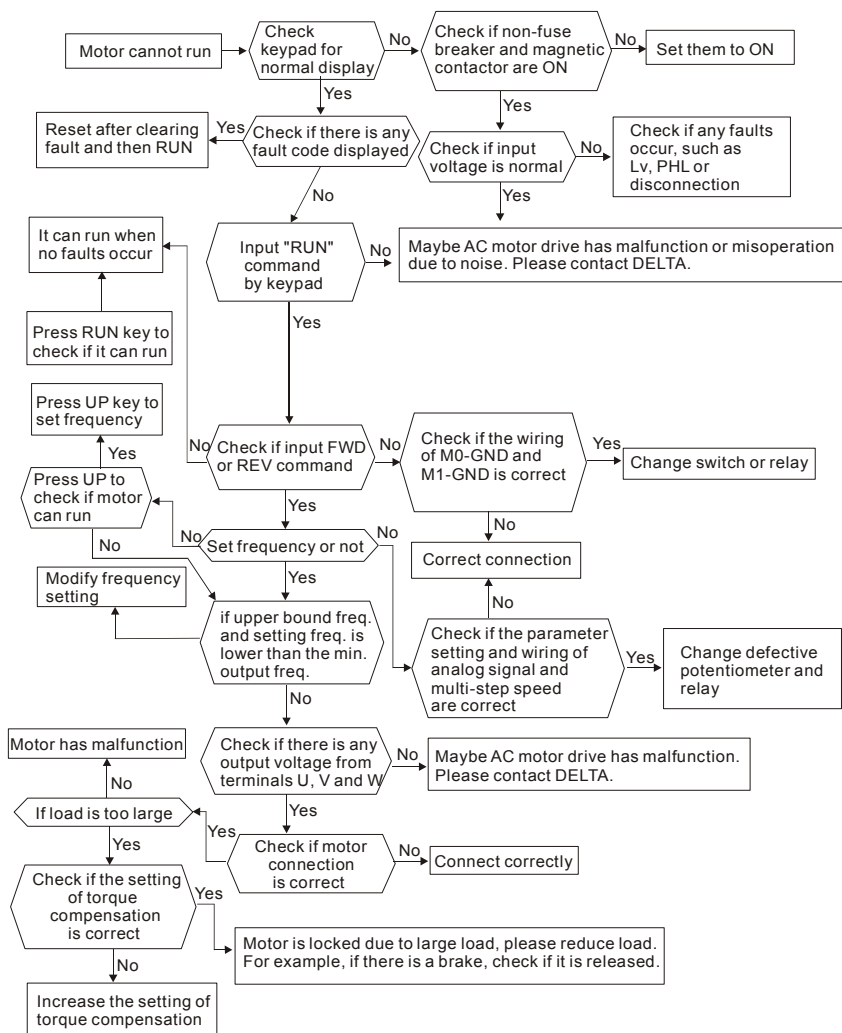 Motor cannot run
Check
keypad for
normal display
No
Check if non-fuse
breaker and magnetic
contactor are ON
No
Set them to ON
Yes
Yes
Reset after clearing
fault and then RUN
Yes
Check if there is any
fault code displayed
Check if input
voltage is normal
No
Check if any faults
occur, such as
Lv, PHL or
disconnection
No
Yes
It can run when
no faults occur
Input "RUN"
command
by keypad
No
Maybe AC motor drive has malfunction or misoperation
due to noise. Please contact DELTA.
Yes
Press RUN key to
check if it can run
Press UP key to
set frequency
Yes
No
Check if input FWD
or REV command
No
Check if the wiring
of M0-GND and
M1-GND is correct
Yes
Change switch or relay
Press UP to
check if motor
can run
Yes
No
No
Set frequency or not
No
No
Correct connection
Modify frequency
setting
Yes
No
if upper bound freq.
and setting freq. is
lower than the min.
output freq.
Check if the parameter
setting and wiring of
analog signal and
multi-step speed
are correct
Yes
Change defective
potentiometer and
relay
No
Motor has malfunction
Check if there is any
output voltage from
terminals U, V and W
No
Maybe AC motor drive has malfunction.
Please contact DELTA.
No
Yes
If load is too large
Yes
Check if motor
connection
is correct
No
Connect correctly
Yes
Check if the setting
of torque
compensation
is correct
Yes
Motor is locked due to large load, please reduce load.
For example, if there is a brake, check if it is released.
No
Increase the setting of
torque compensation